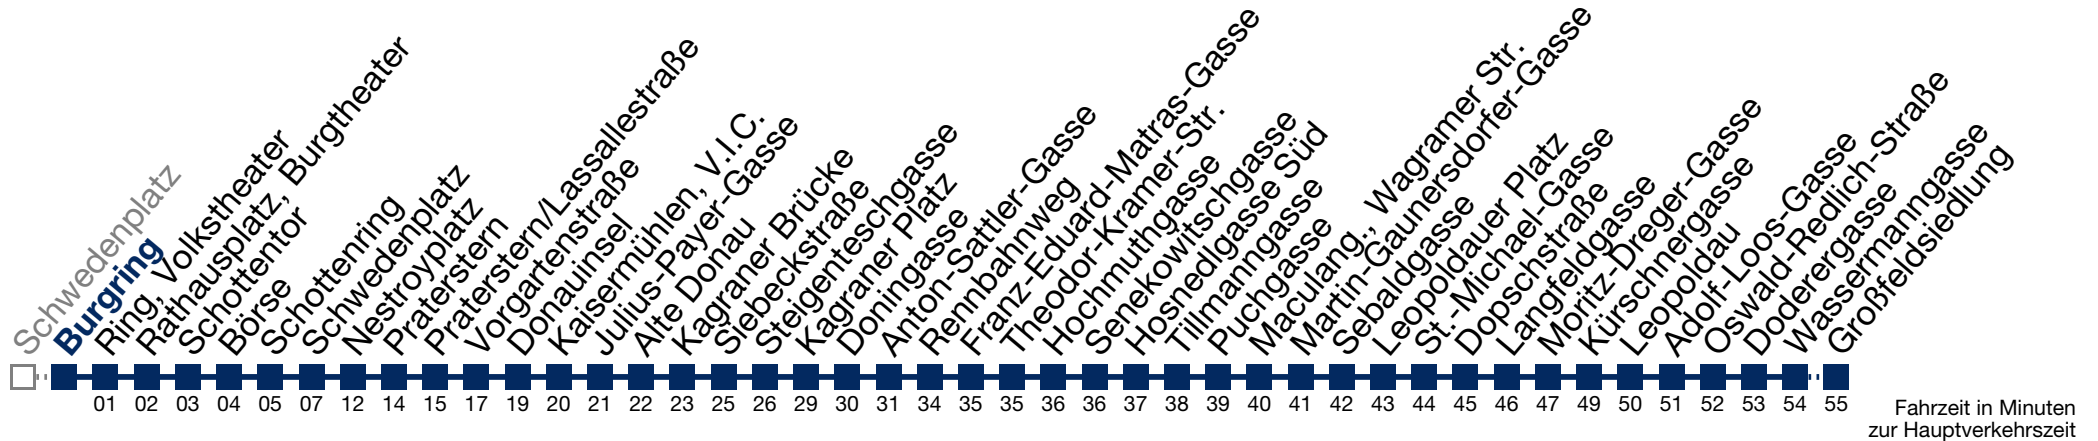 Schwedenplatz
Burgring
Ring, Volkstheater
Rathausplatz, Burgtheater
Schottentor
Börse
Schottenring
Schwedenplatz
Nestroyplatz
Praterstern
Praterstern/Lassallestraße
Vorgartenstraße
Donauinsel
Kaisermühlen, V.I.C.
Julius-Payer-Gasse
Alte Donau
Kagraner Brücke
Siebeckstraße
Steigenteschgasse
Kagraner Platz
Doningasse
Anton-Sattler-Gasse
Rennbahnweg
Franz-Eduard-Matras-Gasse
Theodor-Kramer-Str.
Hochmuthgasse
Senekowitschgasse
Hosnedlgasse Süd
Tillmanngasse
Puchgasse
Maculang., Wagramer Str.
Martin-Gaunersdorfer-Gasse
Sebaldgasse
Leopoldauer Platz
St.-Michael-Gasse
Dopschstraße
Langfeldgasse
Moritz-Dreger-Gasse
Kürschnergasse
Leopoldau
Adolf-Loos-Gasse
Oswald-Redlich-Straße
Doderergasse
Wassermanngasse
Großfeldsiedlung
01 02 03 04 05 07 12 14 15 17 19 20 21 22 23 25 26 29 30 31 34 35 35 36 36 37 38 39 40 41 42 43 44 45 46 47 49 50 51 52 53 54 55
Fahrzeit in Minuten
zur Hauptverkehrszeit